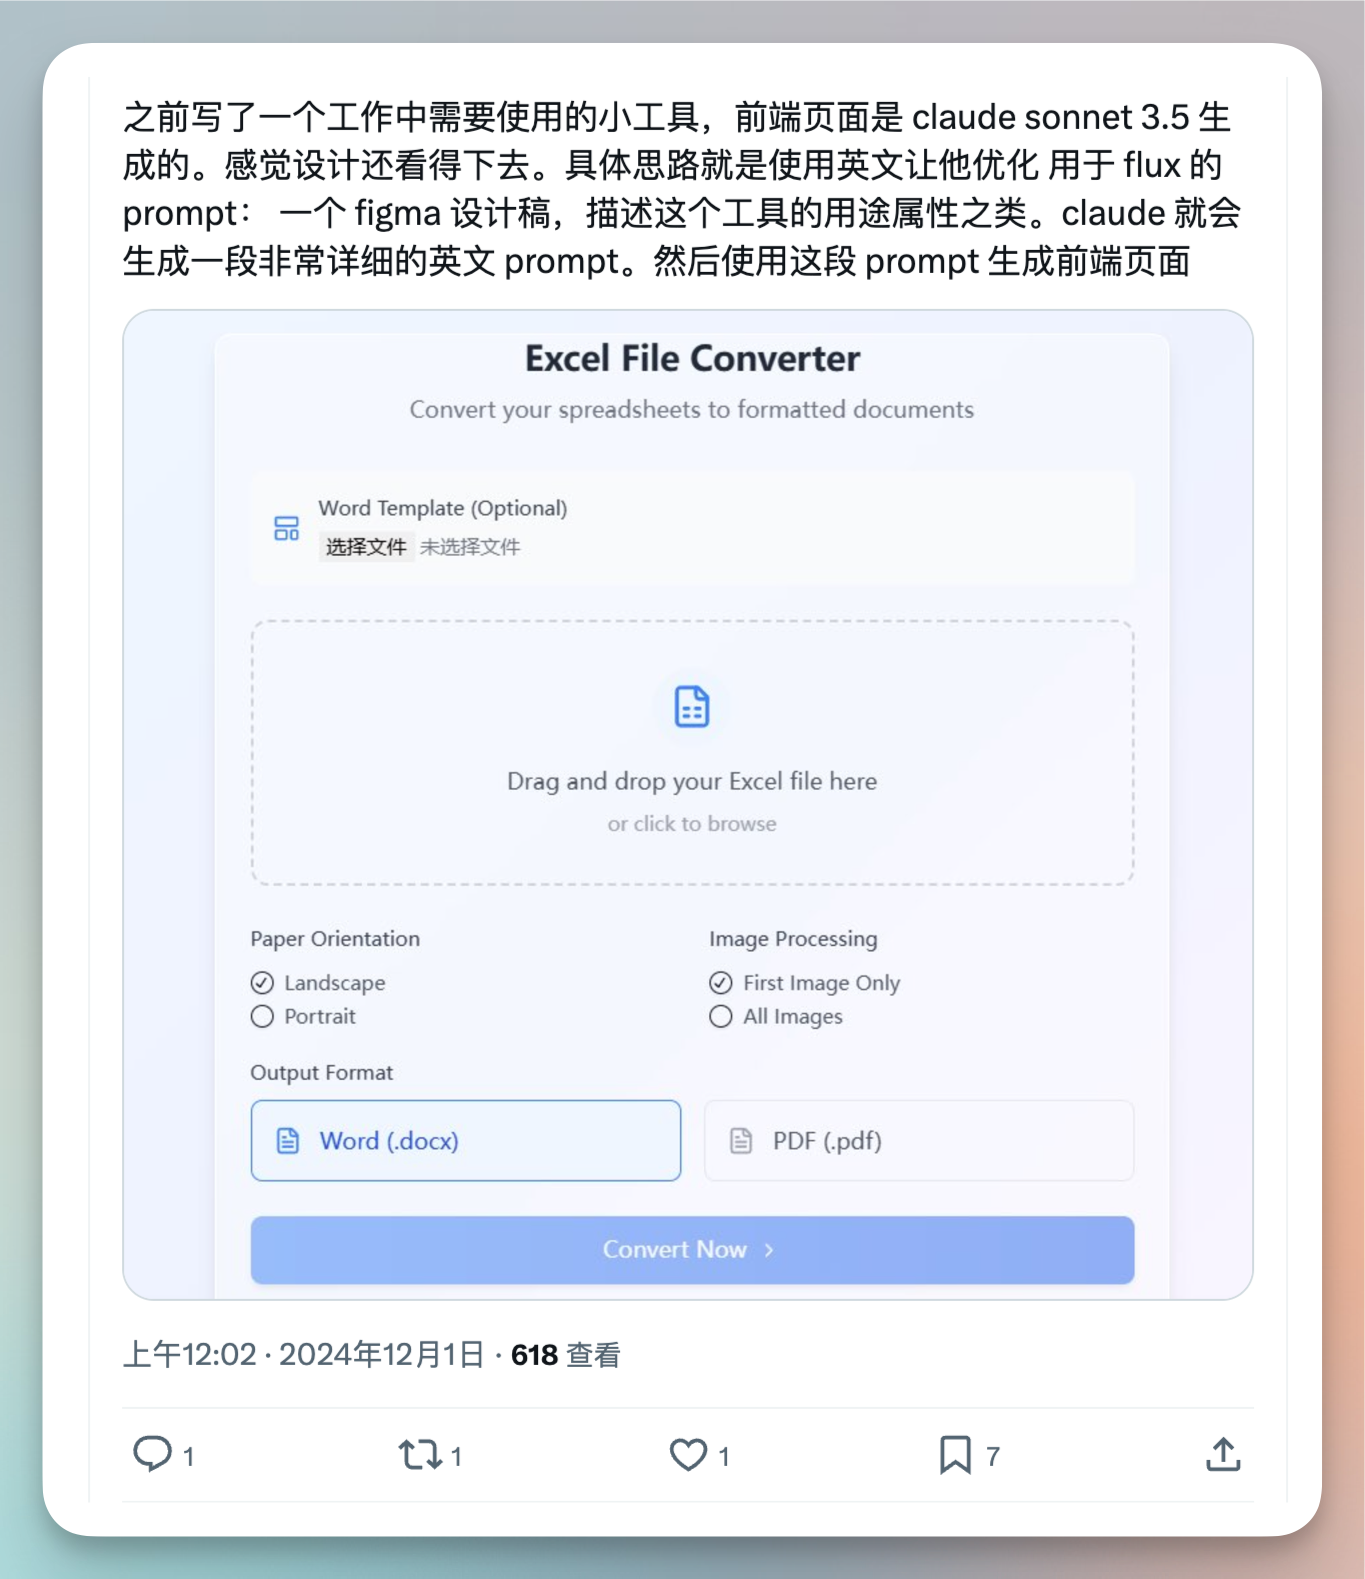 之前写了一个工作中需要使用的小工具，前端页面是 claude sonnet 3.5 生
成的。感觉设计还看得下去。具体思路就是使用英文让他优化 用于 flux 的
prompt： 一个 figma 设计稿，描述这个工具的用途属性之类。claude 就会
生成一段非常详细的英文 prompt。然后使用这段 prompt 生成前端页面
Excel File Converter
Convert your spreadsheets to formatted documents
Word Template (Optional)
选择文件 未选择文件
Drag and drop your Excel file here
or click to browse
Paper Orientation
Landscape
Portrait
Image Processing
First Image Only
All Images
Output Format
Word (.docx)
PDF (.pdf)
Convert Now
上午12:02 · 2024年12月1日 · 618 查看
1 1 1 7